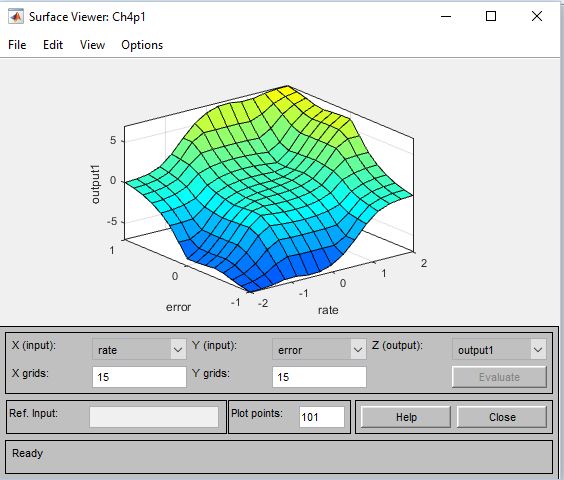 Surface Viewer: Ch4p1
File Edit View Options
5
0
-5
output1
1
0
-1
error
-2
-1
0
1
2
rate
X (input): rate Y (input): error Z (output): output1
X grids: 15 Y grids: 15 Evaluate
Ref. Input: Plot points: 101 Help Close
Ready